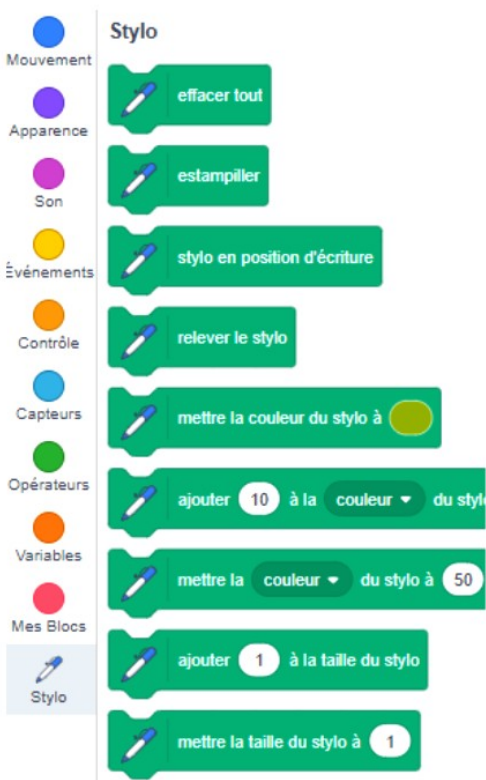 Mouvement
Apparence
Son
Événements
Contrôle
Capteurs
Opérateurs
Variables
Mes Blocs
Stylo
Stylo
effacer tout
estampiller
stylo en position d'écriture
relever le stylo
mettre la couleur du stylo à
ajouter 10 à la couleur du stylo
mettre la couleur du stylo à 50
ajouter 1 à la taille du stylo
mettre la taille du stylo à 1